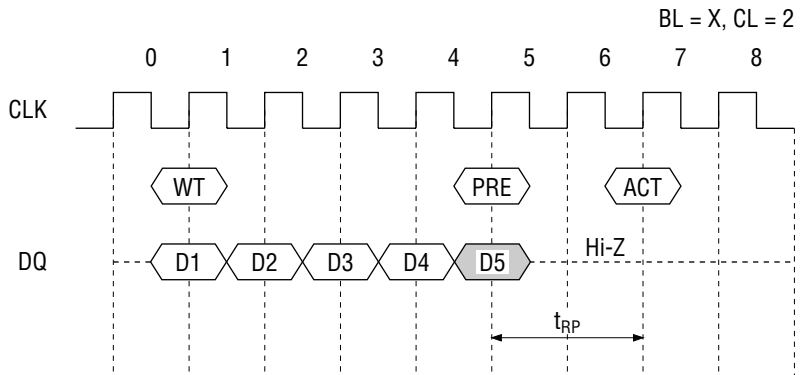 BL = X, CL = 2
0 1 2 3 4 5 6 7 8
CLK
WT PRE ACT
DQ D1 D2 D3 D4 D5 Hi-Z
tRP